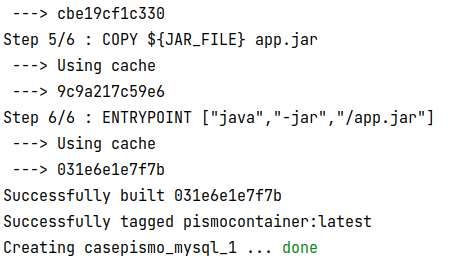 ---> cbe19cf1c330
Step 5/6 : COPY ${JAR_FILE} app.jar
---> Using cache
---> 9c9a217c59e6
Step 6/6 : ENTRYPOINT ["java","-jar","/app.jar"]
---> Using cache
---> 031e6e1e7f7b
Successfully built 031e6e1e7f7b
Successfully tagged pismocontainer:latest
Creating casepismo_mysql_1 ... done